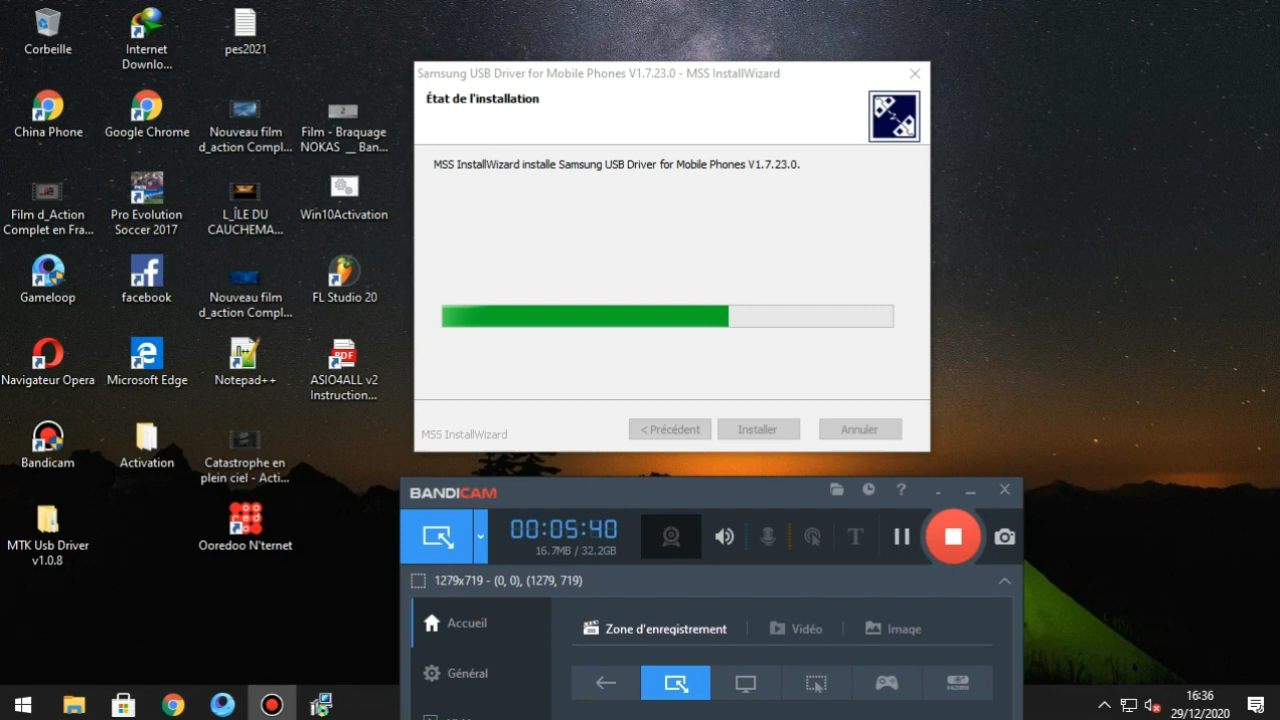 Corbeille
Internet
Downlo...
pes2021
China Phone
Google Chrome
Nouveau film
d_action Compl...
Film - Braquage
NOKAS __ Ban...
2
Film d_Action
Complet en Fra...
Pro Evolution
Soccer 2017
L_ÎLE DU
CAUCHEMA...
Win10Activation
Gameloop
facebook
Nouveau film
d_action Compl...
FL Studio 20
Navigateur Opera
Microsoft Edge
Notepad++
PDF
ASIO4ALL v2
Instruction...
Bandicam
Activation
Catastrophe en
plein ciel - Acti...
MTK Usb Driver
v1.0.8
Ooredoo N'ternet
Samsung USB Driver for Mobile Phones V1.7.23.0 - MSS InstallWizard
État de l'installation
MSS InstallWizard installe Samsung USB Driver for Mobile Phones V1.7.23.0.
MSS InstallWizard
< Précédent
Installer
Annuler
BANDICAM
?
00:05:40
16.7MB / 32.2GB
T
1279x719 - (0, 0), (1279, 719)
Accueil
Zone d'enregistrement
Vidéo
Image
Général
HDMI
16:36
29/12/2020